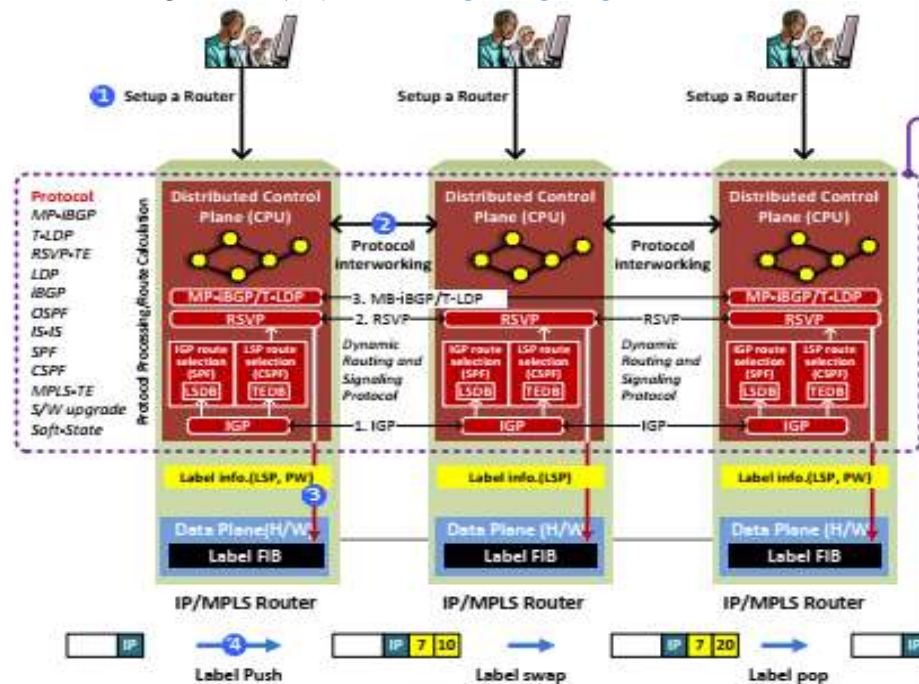 1 Setup a Router
Setup a Router
Setup a Router
Protocol
MP-iBGP
T-LDP
RSVP-TE
LDP
iBGP
OSPF
IS-IS
SPF
CSPF
MPLS-TE
S/W upgrade
Soft-State
Protocol Processing/Route Calculation
Distributed Control
Plane (CPU)
MP-iBGP/T-LDP
RSVP
IGP route
selection
(SPF)
LSDB
LSP route
selection
(CSPF)
TEDB
IGP
2
Protocol
interworking
3. MB-iBGP/T-LDP
2. RSVP
Dynamic
Routing and
Signaling
Protocol
1. IGP
Distributed Control
Plane (CPU)
RSVP
IGP route
selection
(SPF)
LSDB
LSP route
selection
(CSPF)
TEDB
IGP
Protocol
interworking
RSVP
Dynamic
Routing and
Signaling
Protocol
IGP
Distributed Control
Plane (CPU)
MP-iBGP/T-LDP
RSVP
IGP route
selection
(SPF)
LSDB
LSP route
selection
(CSPF)
TEDB
IGP
Label info.(LSP, PW)
3
Label info.(LSP)
Label info.(LSP, PW)
Data Plane(H/W)
Label FIB
Data Plane (H/W)
Label FIB
Data Plane (H/W)
Label FIB
IP/MPLS Router
IP/MPLS Router
IP/MPLS Router
IP 4 IP 7 10 IP 7 20 IP
Label Push Label swap Label pop